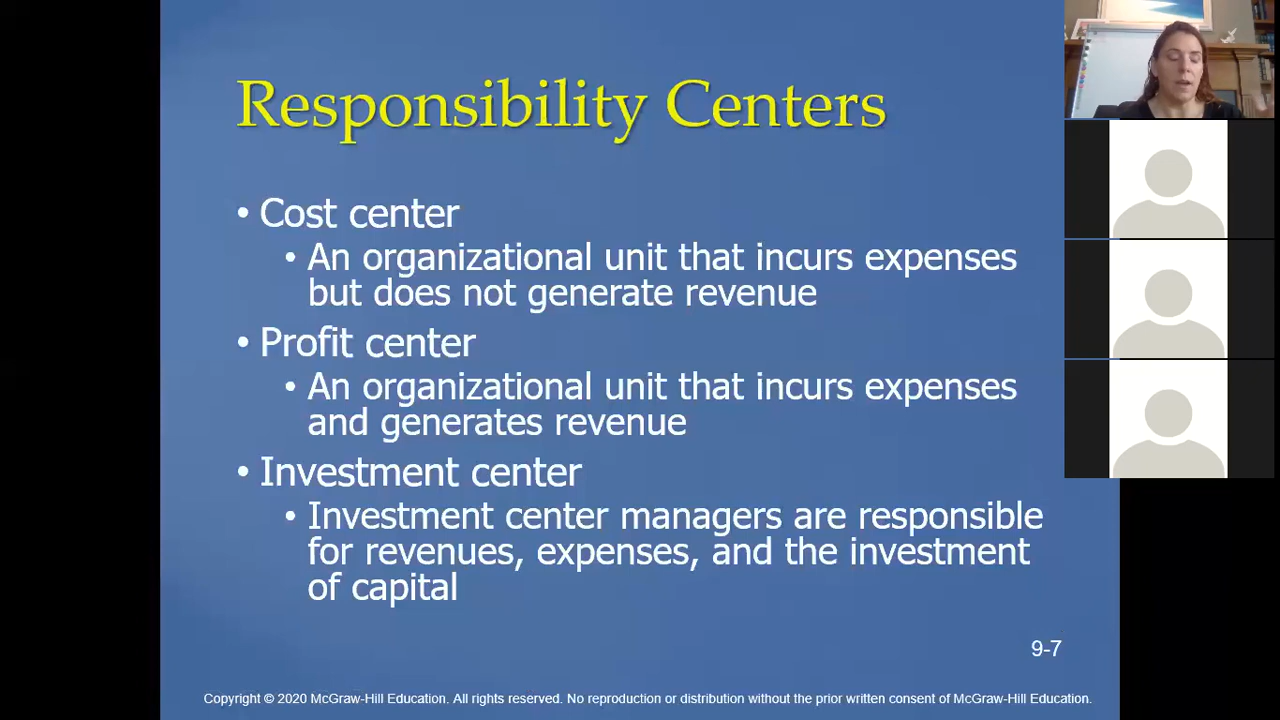 Responsibility Centers
• Cost center
• An organizational unit that incurs expenses
but does not generate revenue
• Profit center
• An organizational unit that incurs expenses
and generates revenue
• Investment center
• Investment center managers are responsible
for revenues, expenses, and the investment
of capital
9-7
Copyright © 2020 McGraw-Hill Education. All rights reserved. No reproduction or distribution without the prior written consent of McGraw-Hill Education.